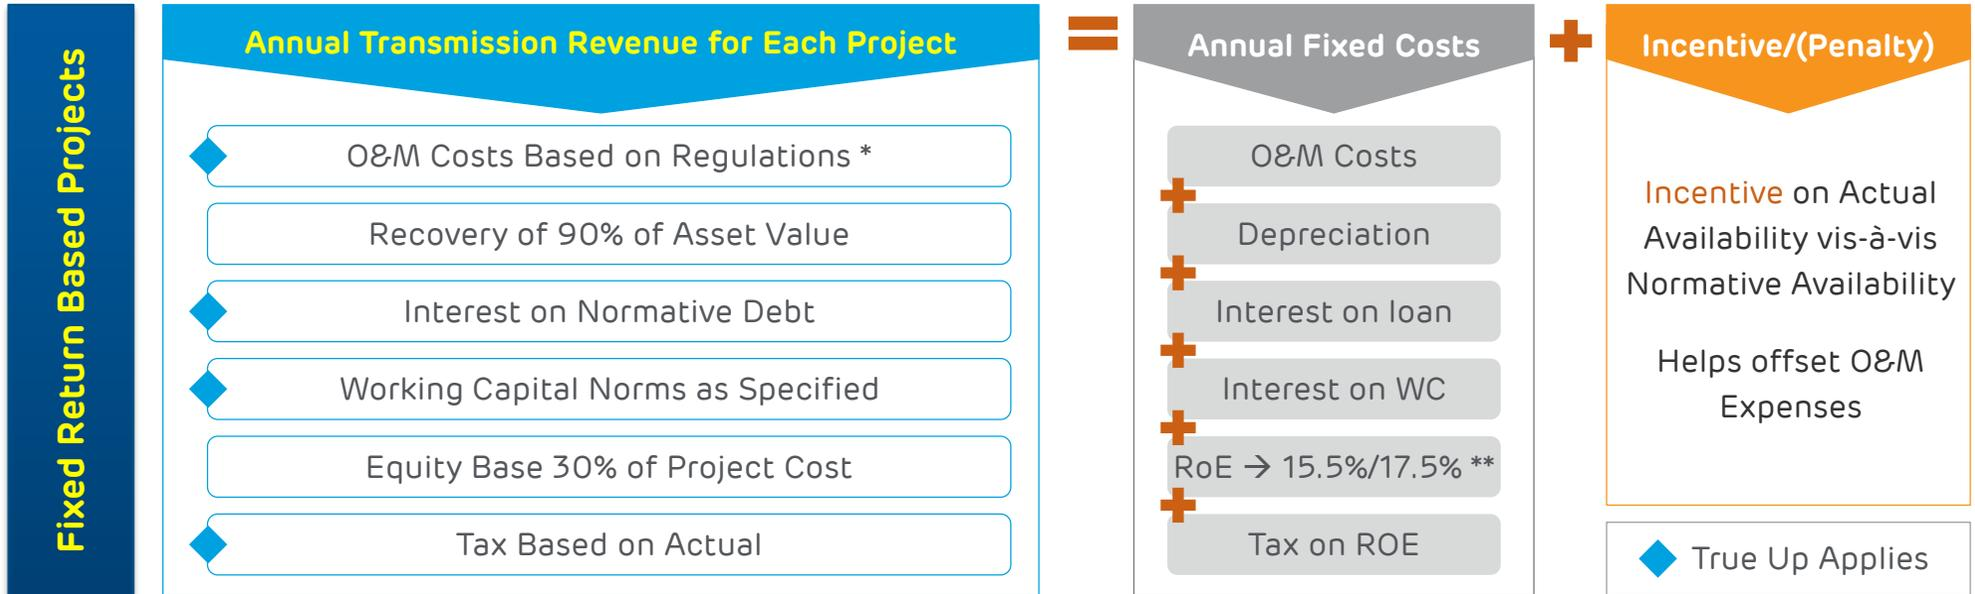 Fixed Return Based Projects
Annual Transmission Revenue for Each Project
O&M Costs Based on Regulations *
Recovery of 90% of Asset Value
Interest on Normative Debt
Working Capital Norms as Specified
Equity Base 30% of Project Cost
Tax Based on Actual
=
Annual Fixed Costs
O&M Costs
+
Depreciation
+
Interest on loan
+
Interest on WC
+
RoE → 15.5%/17.5% **
+
Tax on ROE
+
Incentive/(Penalty)
Incentive on Actual
Availability vis-à-vis
Normative Availability
Helps offset O&M
Expenses
True Up Applies